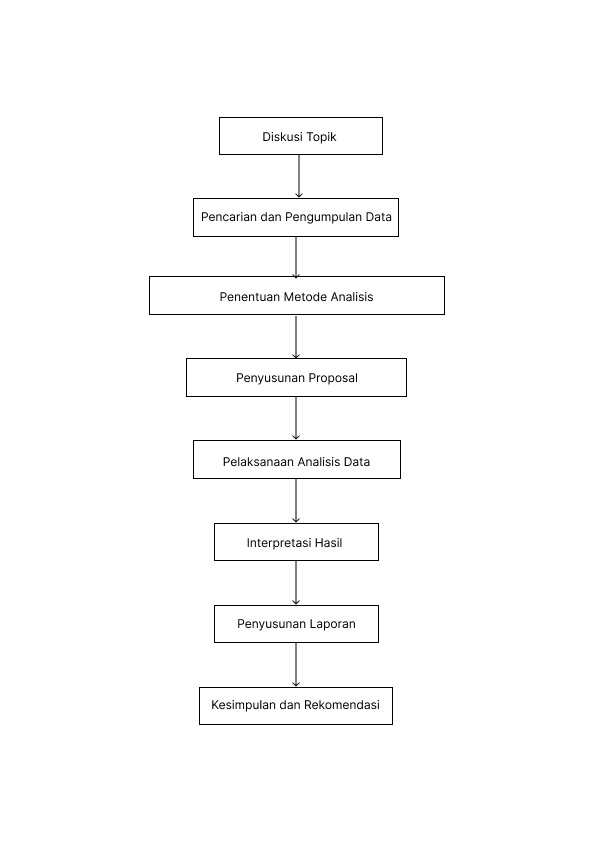 Diskusi Topik
Pencarian dan Pengumpulan Data
Penentuan Metode Analisis
Penyusunan Proposal
Pelaksanaan Analisis Data
Interpretasi Hasil
Penyusunan Laporan
Kesimpulan dan Rekomendasi